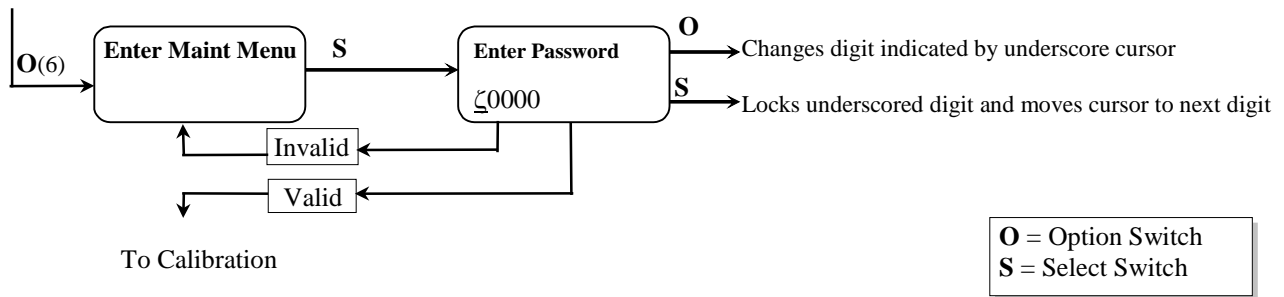 O(6)
Enter Maint Menu
S
Enter Password
ζ0000
O
Changes digit indicated by underscore cursor
S
Locks underscored digit and moves cursor to next digit
Invalid
Valid
To Calibration
O = Option Switch
S = Select Switch